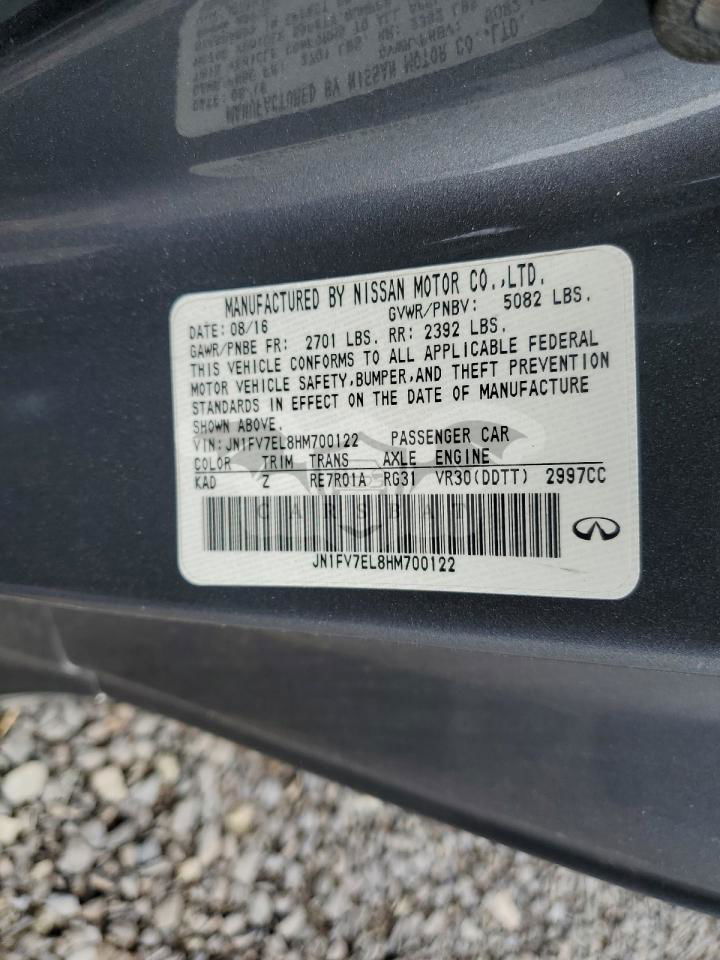 MANUFACTURED BY NISSAN MOTOR CO.,LTD.
DATE: 08/16 GVWR/PNBV: 5082 LBS.
GAWR/PNBE FR: 2701 LBS. RR: 2392 LBS.
THIS VEHICLE CONFORMS TO ALL APPLICABLE FEDERAL
MOTOR VEHICLE SAFETY,BUMPER,AND THEFT PREVENTION
STANDARDS IN EFFECT ON THE DATE OF MANUFACTURE
SHOWN ABOVE.
VIN:JN1FV7EL8HM700122 PASSENGER CAR
COLOR TRIM TRANS AXLE ENGINE
KAD Z RE7R01A RG31 VR30(DDTT) 2997CC
CARSBAT
JN1FV7EL8HM700122